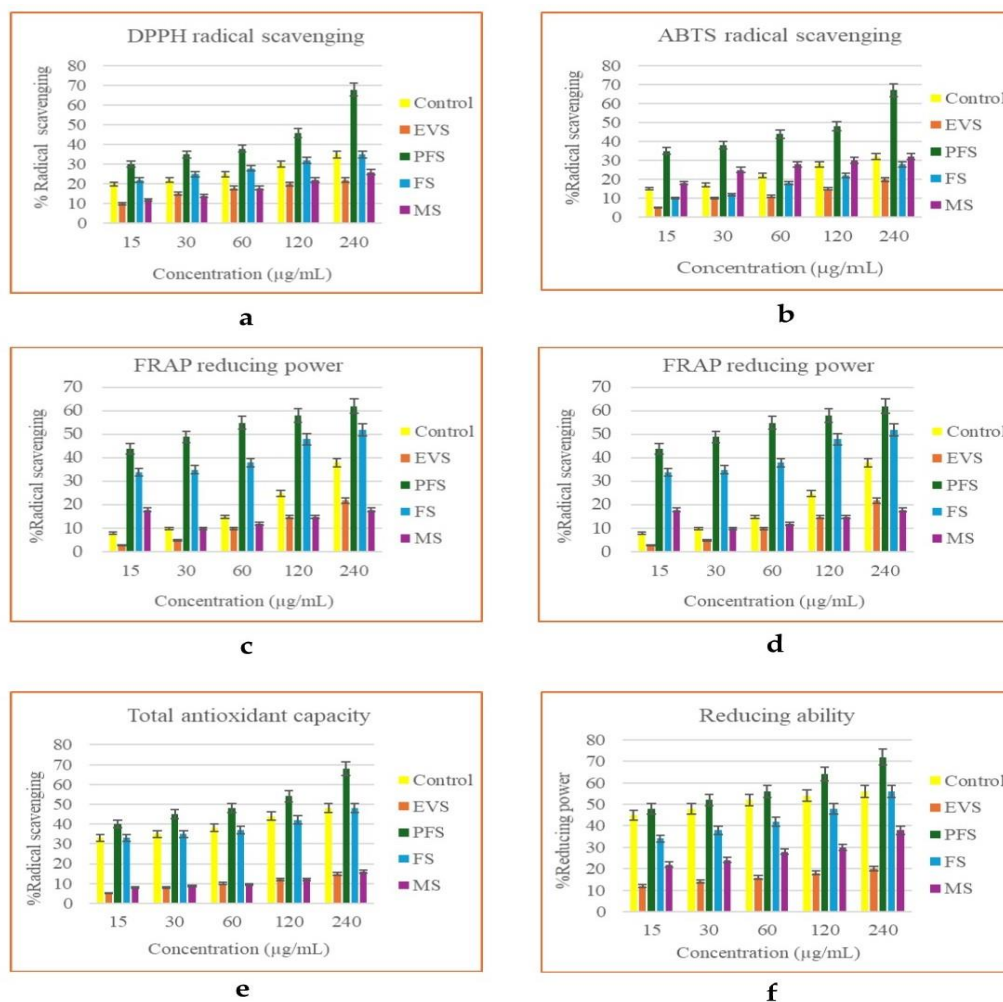 DPPH radical scavenging
% Radical scavenging
80
70
60
50
40
30
20
10
0
15 30 60 120 240
Concentration (µg/mL)
Control
EVS
PFS
FS
MS
a
ABTS radical scavenging
%Radical scavenging
80
70
60
50
40
30
20
10
0
15 30 60 120 240
Concentration (µg/mL)
Control
EVS
PFS
FS
MS
b
FRAP reducing power
%Radical scavenging
70
60
50
40
30
20
10
0
15 30 60 120 240
Concentration (µg/mL)
Control
EVS
PFS
FS
MS
c
FRAP reducing power
%Radical scavenging
70
60
50
40
30
20
10
0
15 30 60 120 240
Concentration (µg/mL)
Control
EVS
PFS
FS
MS
d
Total antioxidant capacity
%Radical scavenging
80
70
60
50
40
30
20
10
0
15 30 60 120 240
Concentration (µg/mL)
Control
EVS
PFS
FS
MS
e
Reducing ability
%Reducing power
80
70
60
50
40
30
20
10
0
15 30 60 120 240
Concentration (µg/mL)
Control
EVS
PFS
FS
MS
f